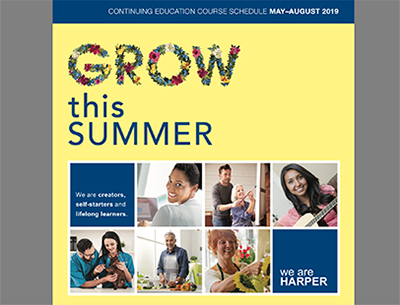 CONTINUING EDUCATION COURSE SCHEDULE MAY–AUGUST 2019
GROW
this
SUMMER
We are creators,
self-starters and
lifelong learners.
we are
HARPER